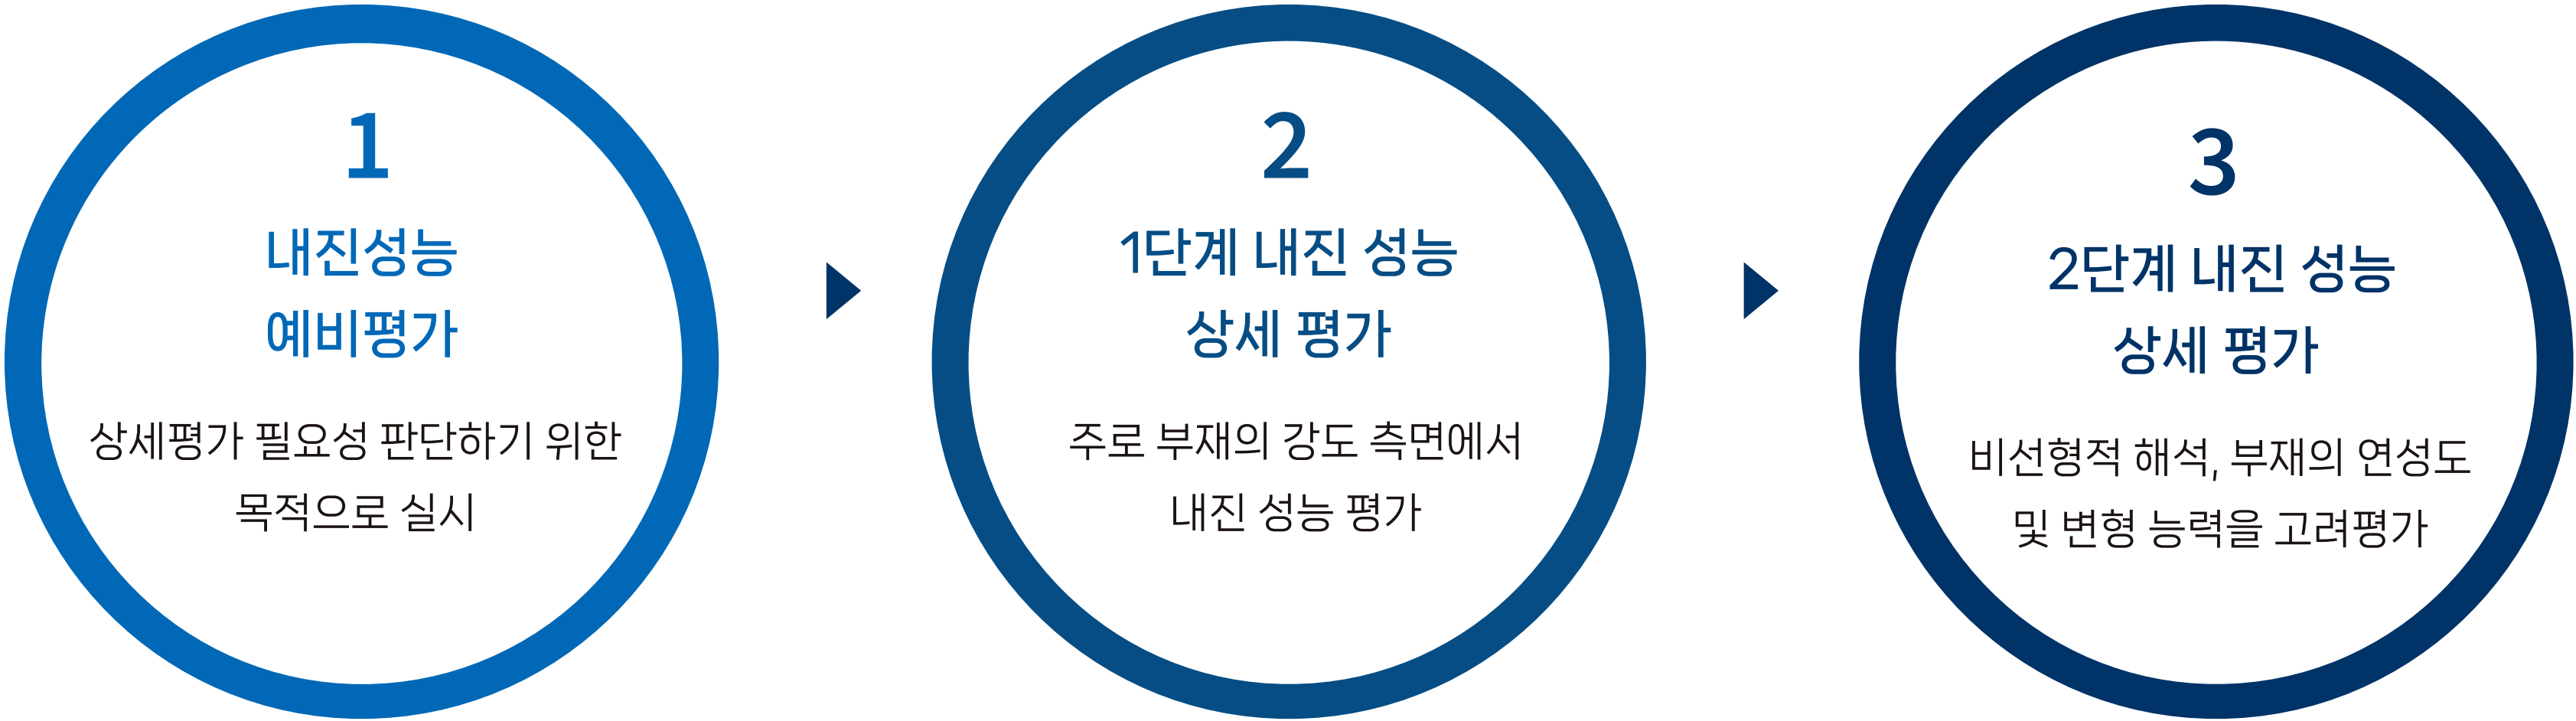 1
내진성능
예비평가
상세평가 필요성 판단하기 위한
목적으로 실시
2
1단계 내진 성능
상세 평가
주로 부재의 강도 측면에서
내진 성능 평가
3
2단계 내진 성능
상세 평가
비선형적 해석, 부재의 연성도
및 변형 능력을 고려평가